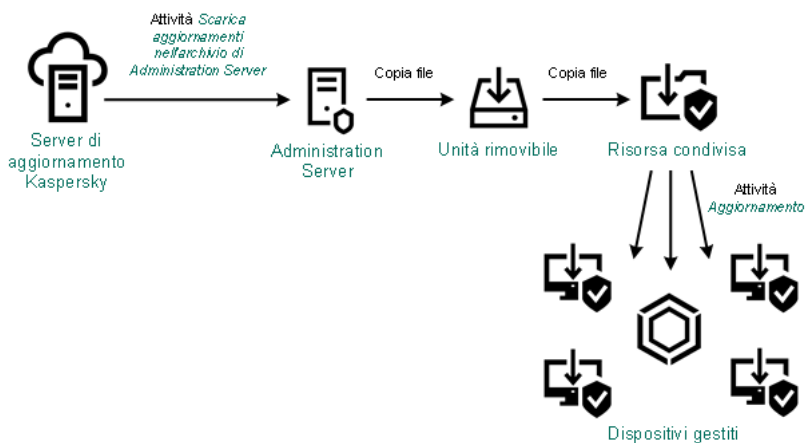 Attività Scarica
aggiornamenti
nell'archivio di
Administration Server
Copia file
Copia file
Server di
aggiornamento
Kaspersky
Administration
Server
Unità rimovibile
Risorsa condivisa
Attività
Aggiornamento
Dispositivi gestiti